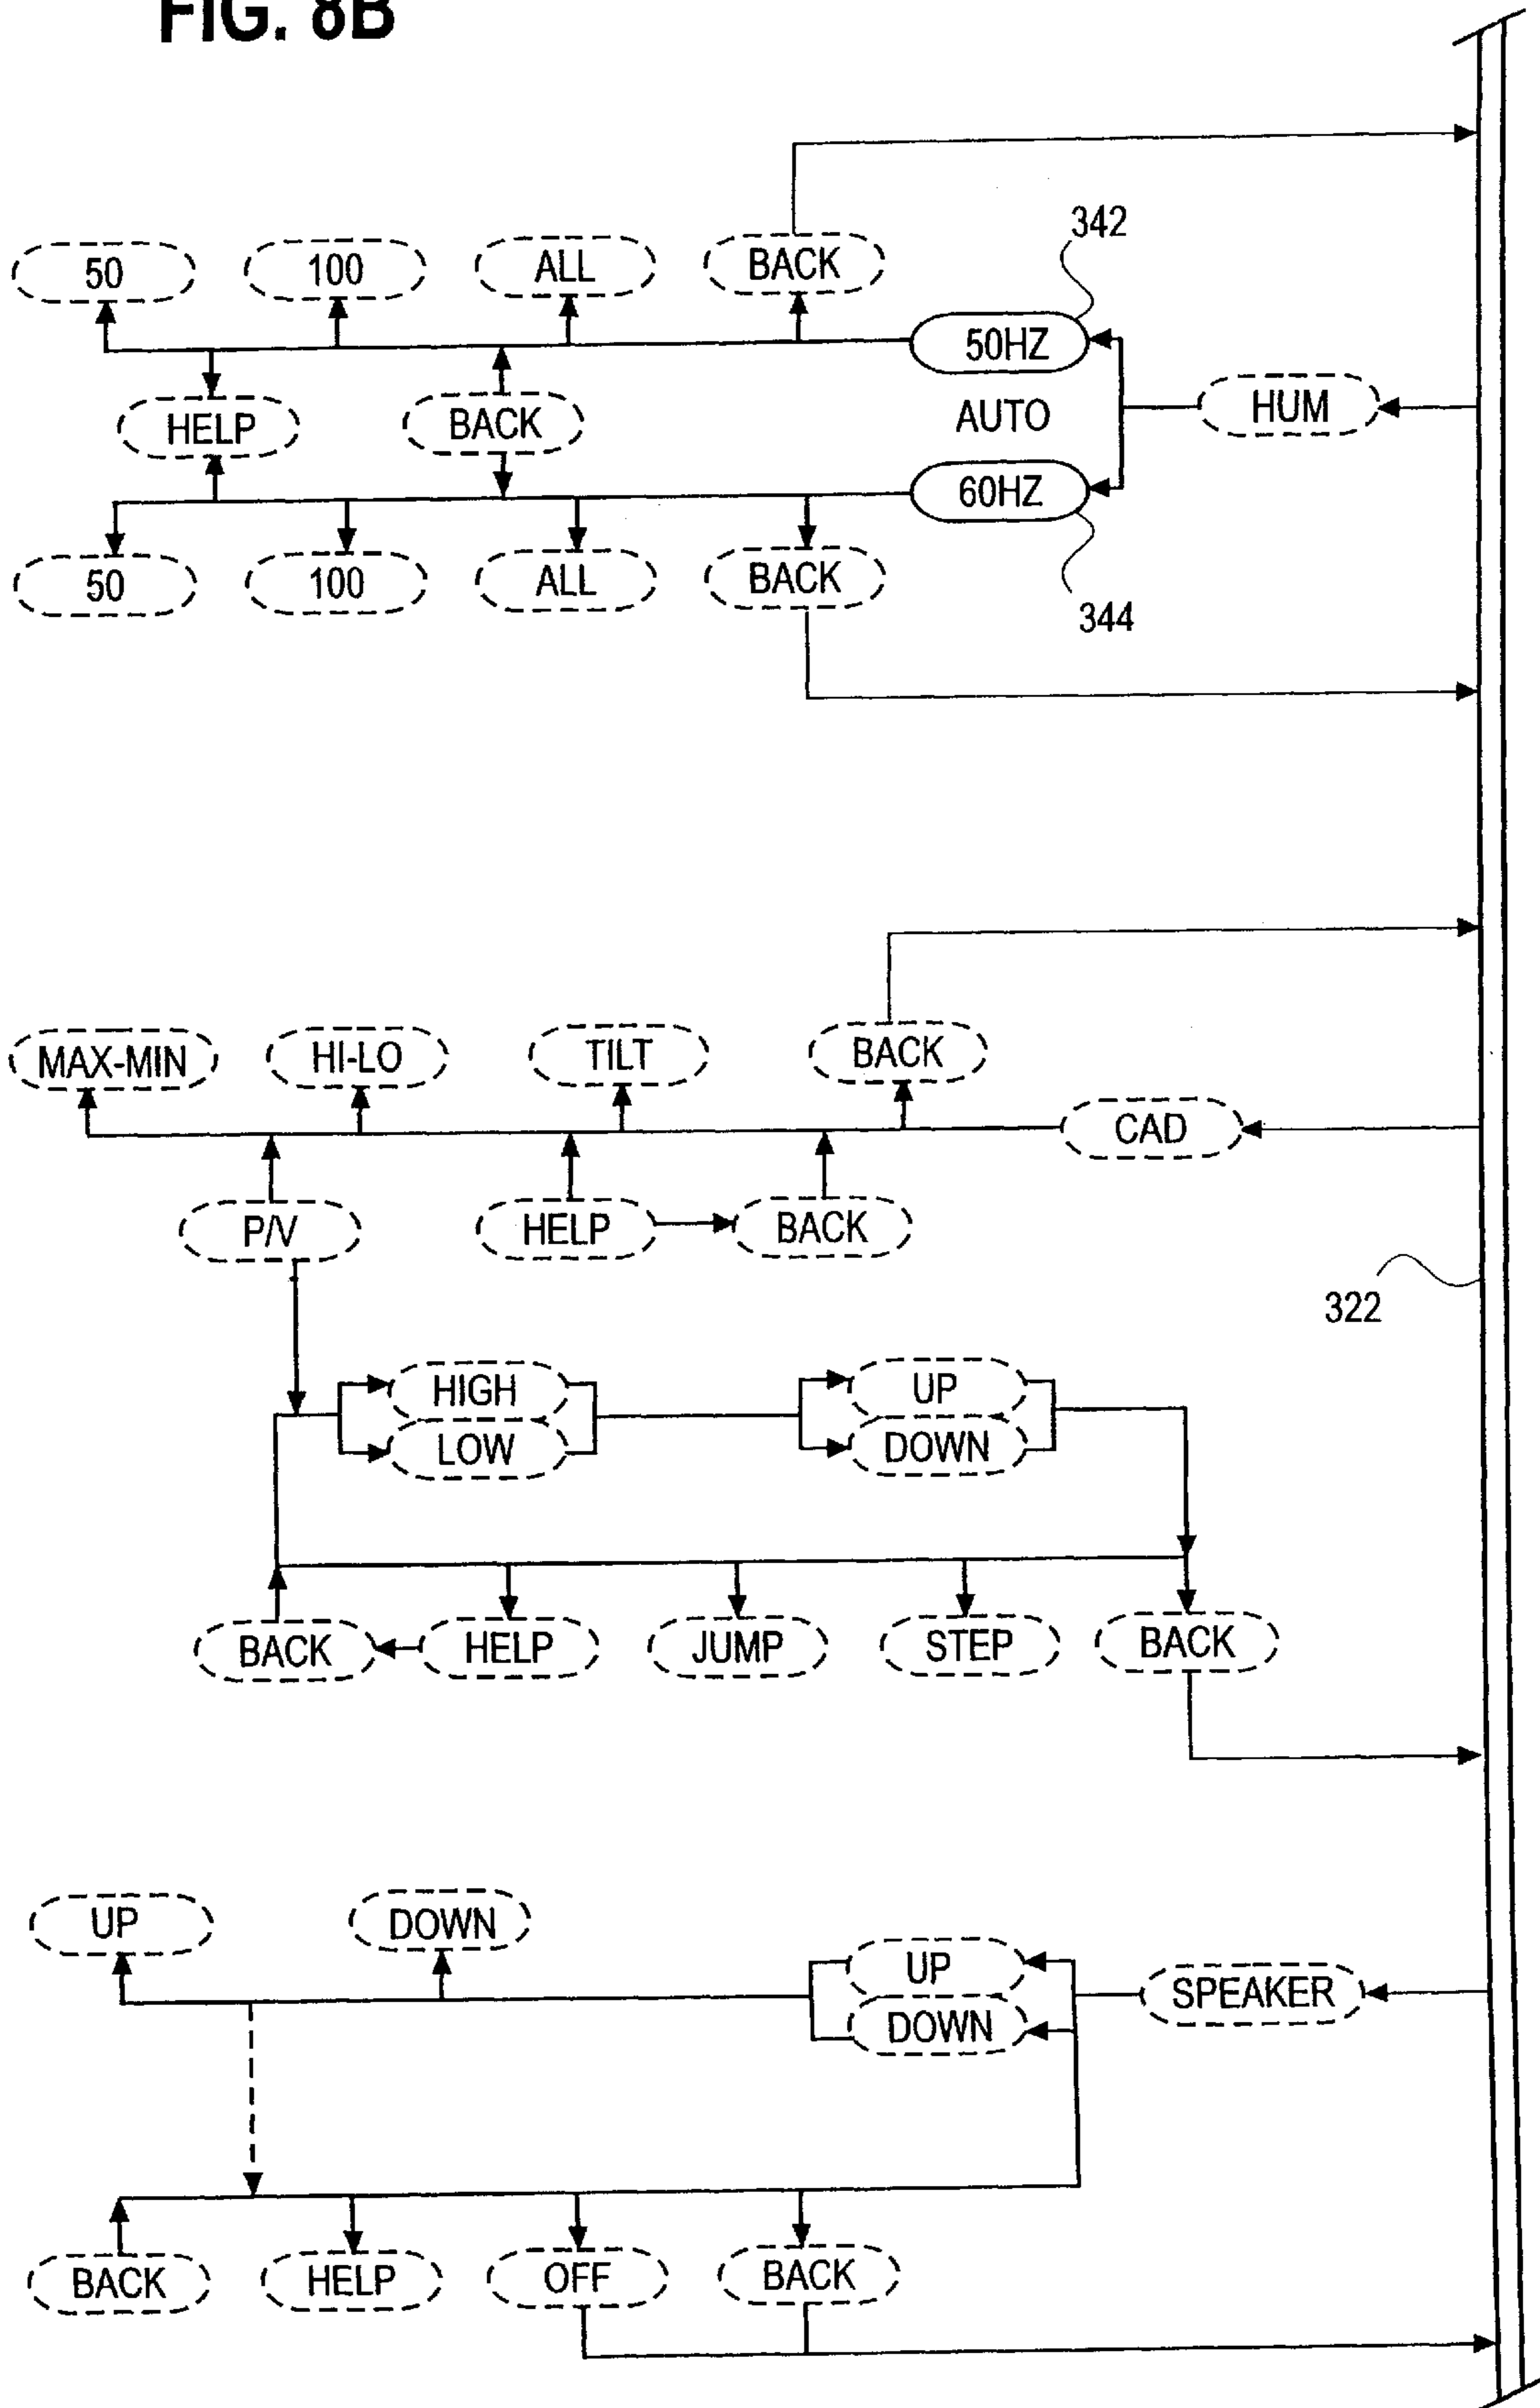 FIG. 8B
342
50
100
ALL
BACK
50HZ
HELP
BACK
AUTO
HUM
60HZ
50
100
ALL
BACK
344
MAX-MIN
HI-LO
TILT
BACK
CAD
P/V
HELP
BACK
322
HIGH
UP
LOW
DOWN
BACK
HELP
JUMP
STEP
BACK
UP
DOWN
UP
SPEAKER
DOWN
BACK
HELP
OFF
BACK